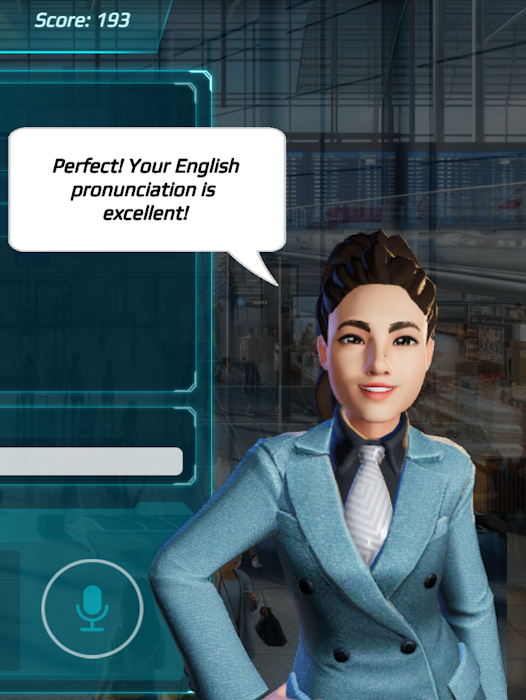 Score: 193
Perfect! Your English
pronunciation is
excellent!